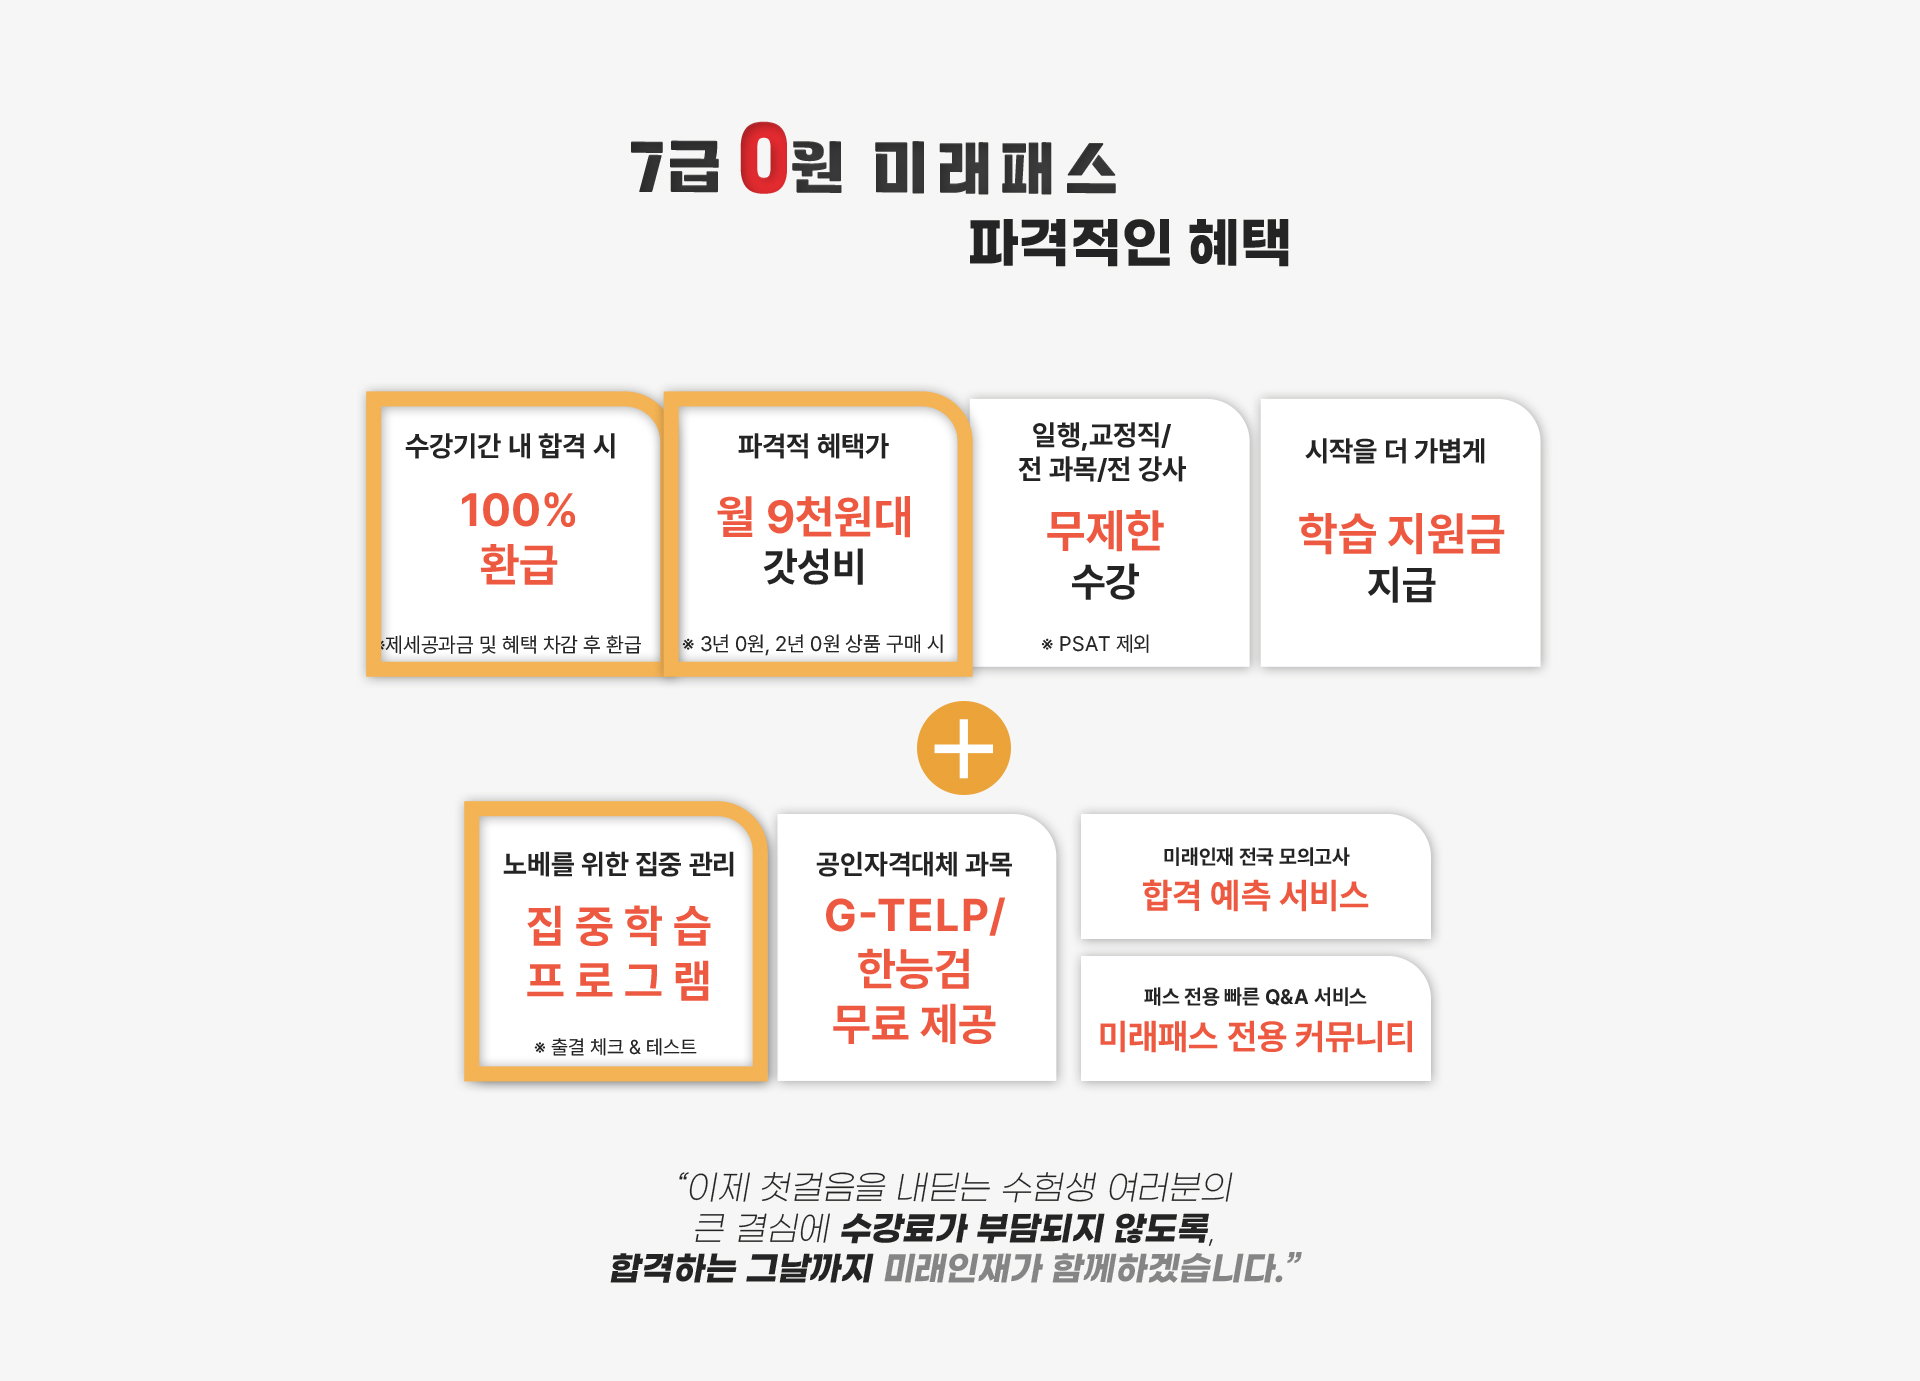 7급 0원 미래패스
파격적인 혜택
수강기간 내 합격 시
100%
환급
※제세공과금 및 혜택 차감 후 환급
파격적 혜택가
월 9천원대
갓성비
※ 3년 0원, 2년 0원 상품 구매 시
일행,교정직/
전 과목/전 강사
무제한
수강
※ PSAT 제외
시작을 더 가볍게
학습 지원금
지급
노베를 위한 집중 관리
집중학습
프로그램
※ 출결 체크 & 테스트
공인자격대체 과목
G-TELP/
한능검
무료 제공
미래인재 전국 모의고사
합격 예측 서비스
패스 전용 빠른 Q&A 서비스
미래패스 전용 커뮤니티
“이제 첫걸음을 내딛는 수험생 여러분의
큰 결심에 수강료가 부담되지 않도록,
합격하는 그날까지 미래인재가 함께하겠습니다.”